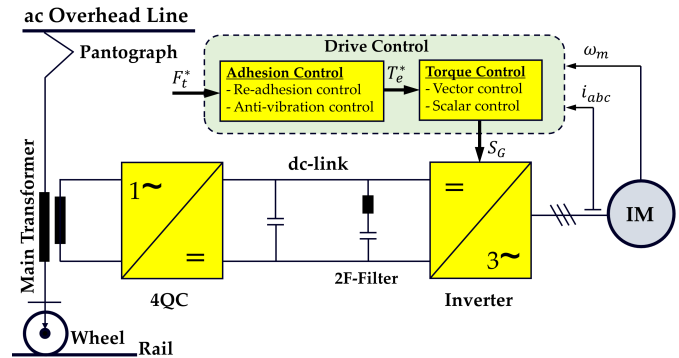 ac Overhead Line
Pantograph
Drive Control
F_t^*
Adhesion Control
- Re-adhesion control
- Anti-vibration control
T_e^*
Torque Control
- Vector control
- Scalar control
ω_m
i_abc
S_G
Main Transformer
1~
=
4QC
dc-link
2F-Filter
=
3~
Inverter
IM
Wheel
Rail